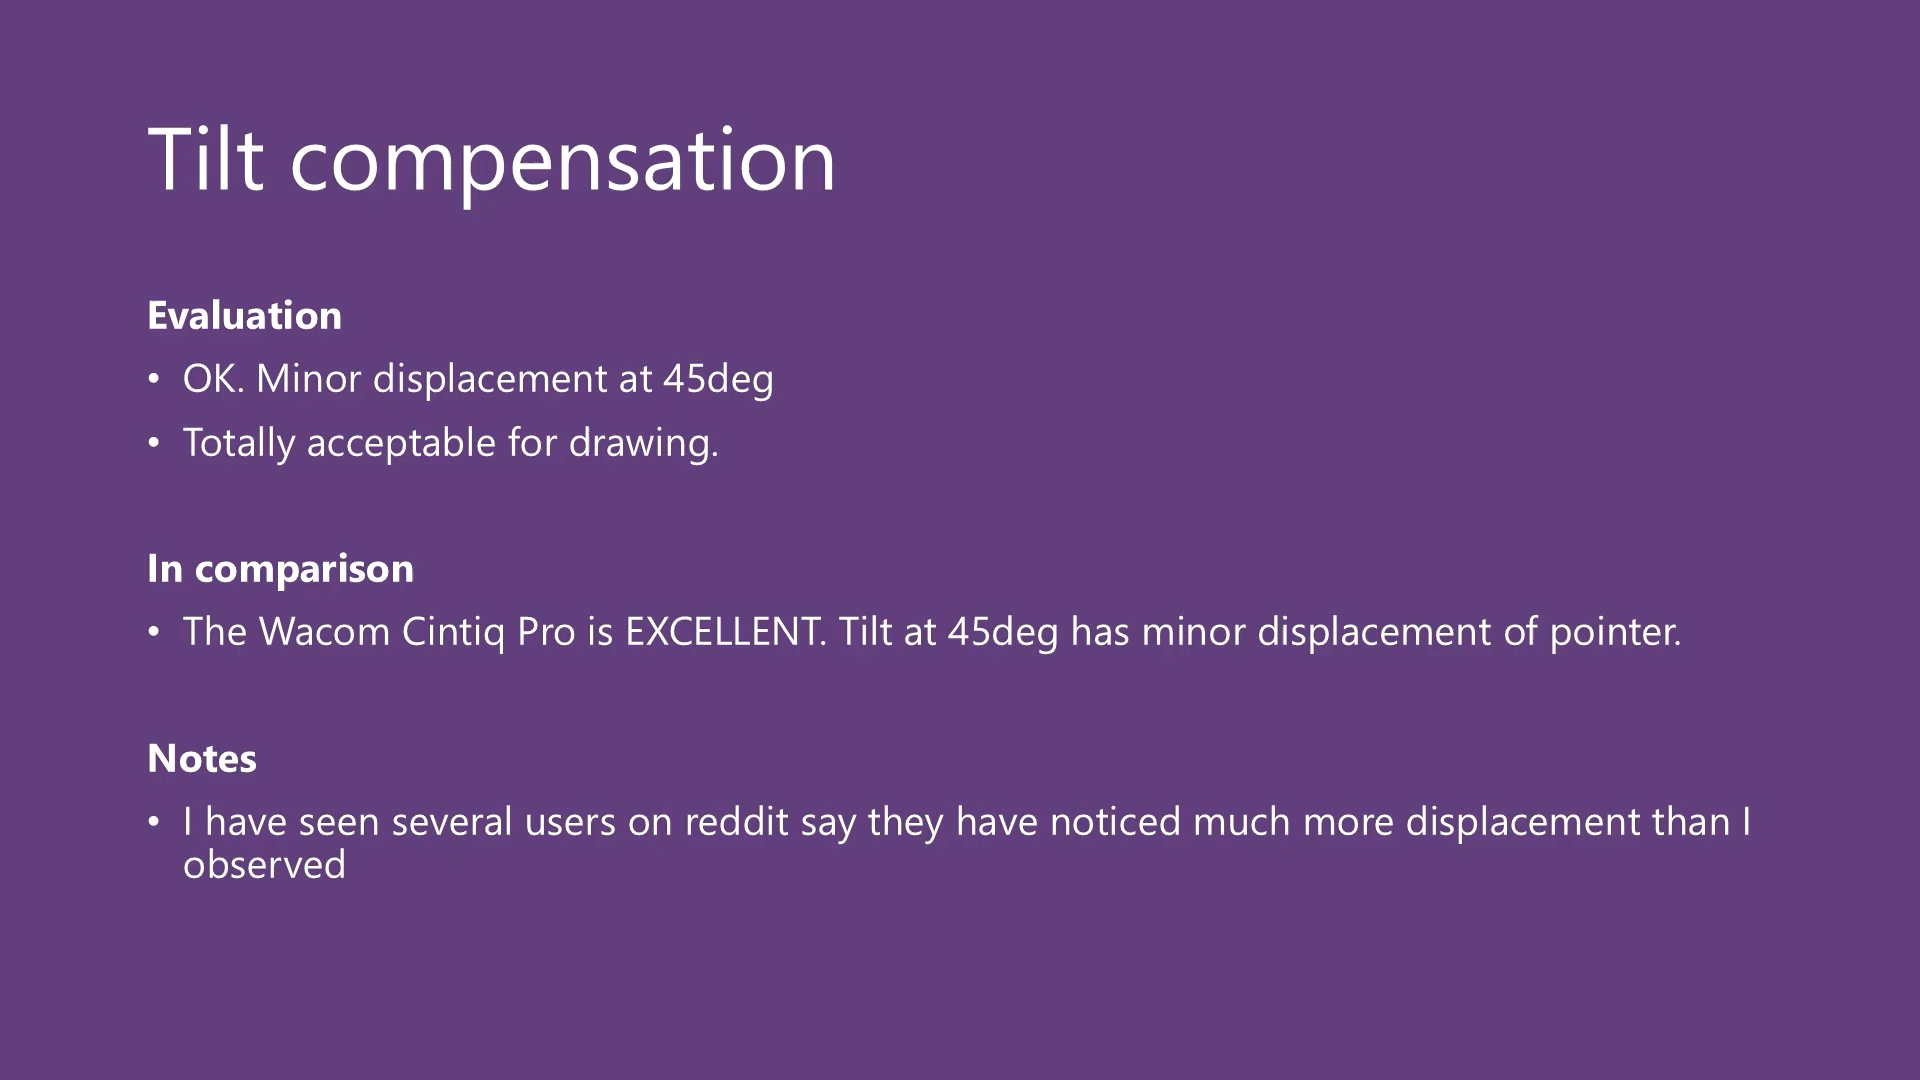 Tilt compensation
Evaluation
• OK. Minor displacement at 45deg
• Totally acceptable for drawing.
In comparison
• The Wacom Cintiq Pro is EXCELLENT. Tilt at 45deg has minor displacement of pointer.
Notes
• I have seen several users on reddit say they have noticed much more displacement than I
observed